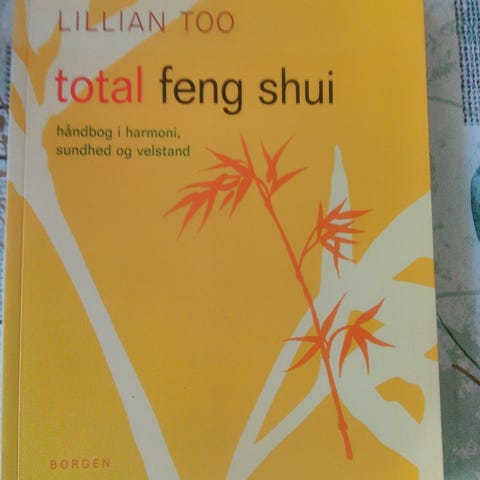 LILLIAN TOO
total feng shui
håndbog i harmoni,
sundhed og velstand
BORGEN